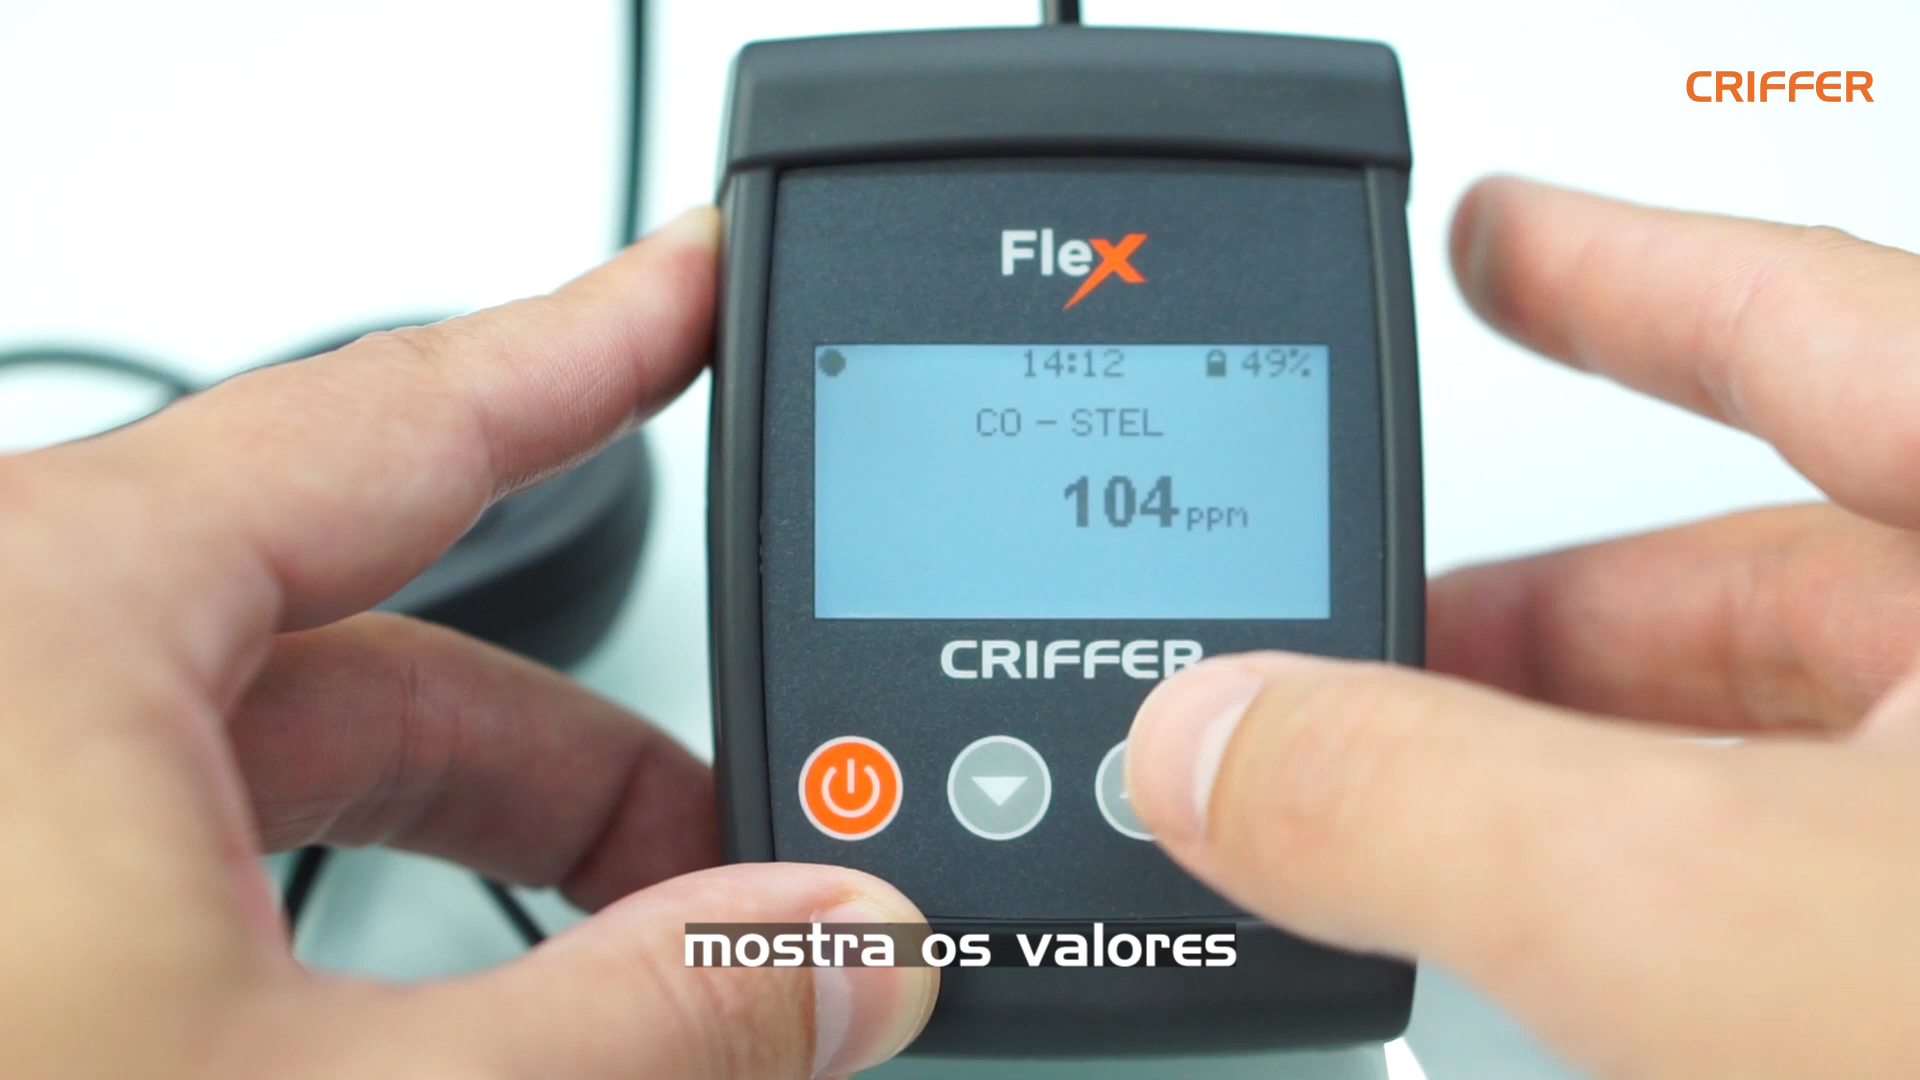 CRIFFER
Flex
14:12 49%
CO - STEL
104 ppm
CRIFFER
mostra os valores